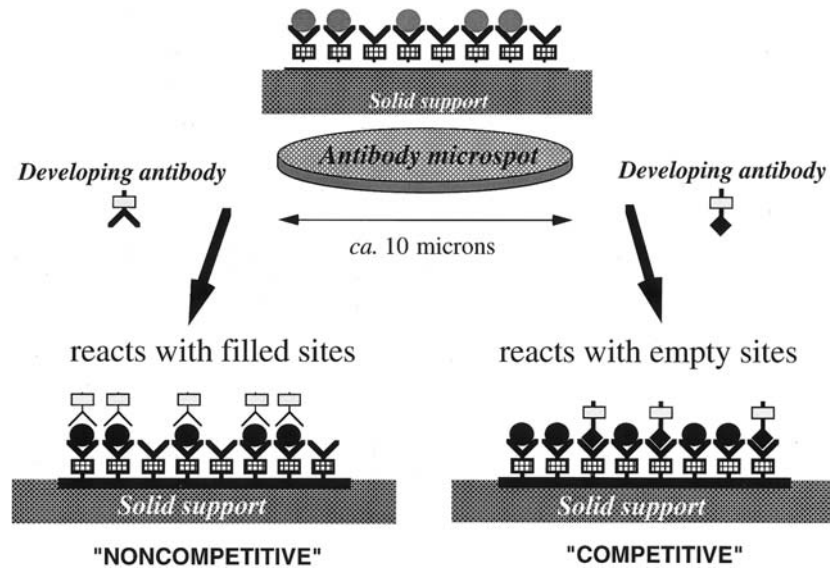 Solid support
Antibody microspot
Developing antibody
Developing antibody
ca. 10 microns
reacts with filled sites
reacts with empty sites
Solid support
Solid support
"NONCOMPETITIVE"
"COMPETITIVE"